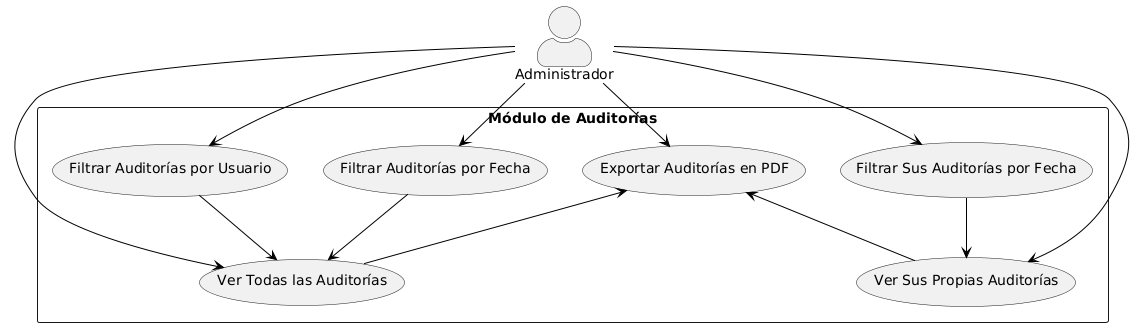 Administrador
Módulo de Auditorías
Filtrar Auditorías por Usuario
Filtrar Auditorías por Fecha
Exportar Auditorías en PDF
Filtrar Sus Auditorías por Fecha
Ver Todas las Auditorías
Ver Sus Propias Auditorías